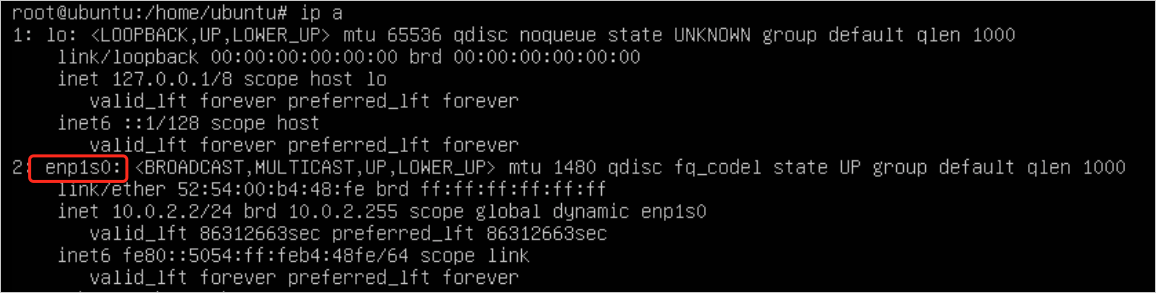 root@ubuntu:/home/ubuntu# ip a
1: lo: <LOOPBACK,UP,LOWER_UP> mtu 65536 qdisc noqueue state UNKNOWN group default qlen 1000
    link/loopback 00:00:00:00:00:00 brd 00:00:00:00:00:00
    inet 127.0.0.1/8 scope host lo
       valid_lft forever preferred_lft forever
    inet6 ::1/128 scope host
       valid_lft forever preferred_lft forever
2: enp1s0: <BROADCAST,MULTICAST,UP,LOWER_UP> mtu 1480 qdisc fq_codel state UP group default qlen 1000
    link/ether 52:54:00:b4:48:fe brd ff:ff:ff:ff:ff:ff
    inet 10.0.2.2/24 brd 10.0.2.255 scope global dynamic enp1s0
       valid_lft 86312663sec preferred_lft 86312663sec
    inet6 fe80::5054:ff:feb4:48fe/64 scope link
       valid_lft forever preferred_lft forever